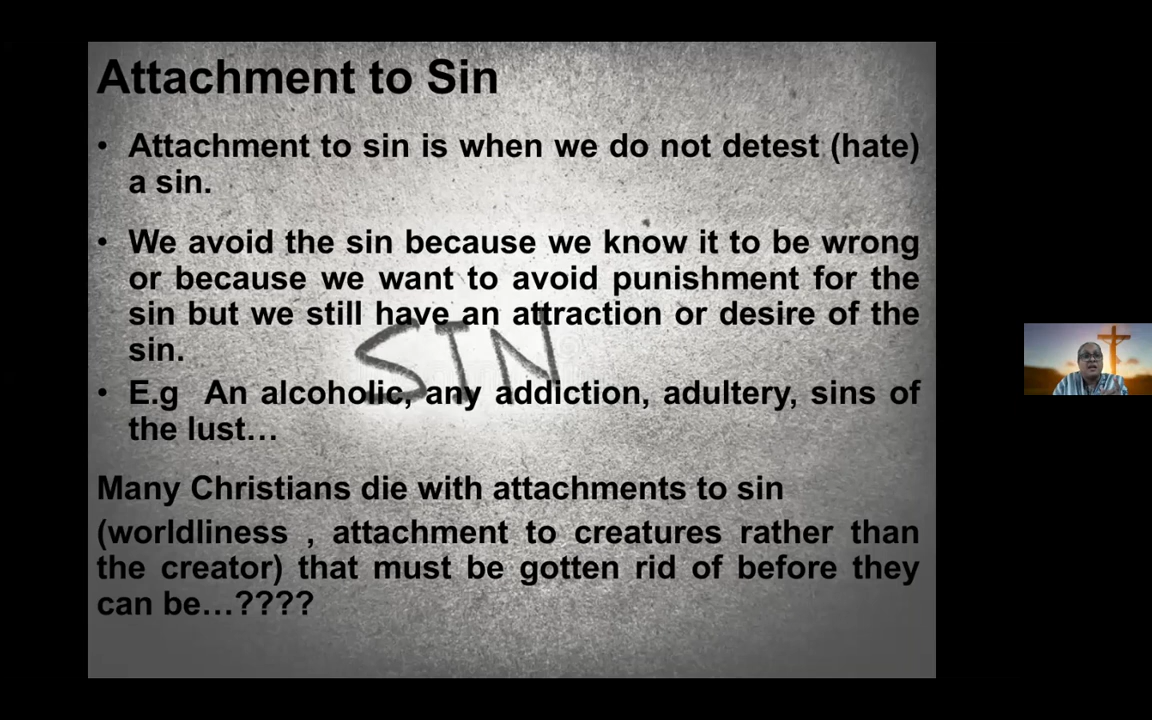 Attachment to Sin
• Attachment to sin is when we do not detest (hate)
a sin.
• We avoid the sin because we know it to be wrong
or because we want to avoid punishment for the
sin but we still have an attraction or desire of the
sin.
SIN
• E.g An alcoholic, any addiction, adultery, sins of
the lust…
Many Christians die with attachments to sin
(worldliness , attachment to creatures rather than
the creator) that must be gotten rid of before they
can be…????